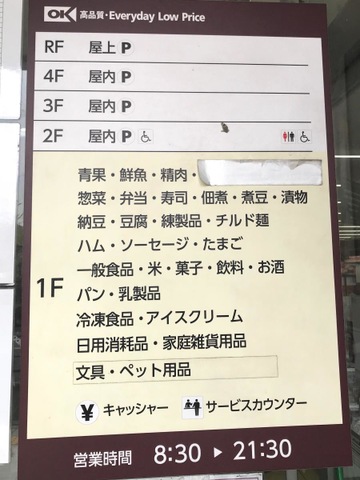 OK 高品質・Everyday Low Price
RF 屋上 P
4F 屋内 P
3F 屋内 P
2F 屋内 P
青果・鮮魚・精肉・
惣菜・弁当・寿司・佃煮・煮豆・漬物
納豆・豆腐・練製品・チルド麺
ハム・ソーセージ・たまご
一般食品・米・菓子・飲料・お酒
1F パン・乳製品
冷凍食品・アイスクリーム
日用消耗品・家庭雑貨用品
文具・ペット用品
¥ キャッシャー サービスカウンター
営業時間 8:30 ▶ 21:30